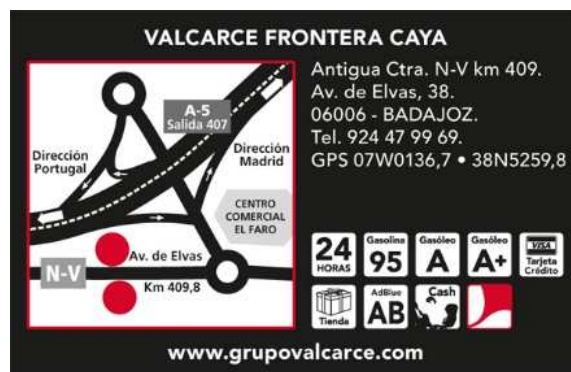 VALCARCE FRONTERA CAYA
Antigua Ctra. N-V km 409.
Av. de Elvas, 38.
06006 - BADAJOZ.
Tel. 924 47 99 69.
GPS 07W0136,7 • 38N5259,8
A-5
Salida 407
Dirección
Portugal
Dirección
Madrid
CENTRO
COMERCIAL
EL FARO
Av. de Elvas
N-V
Km 409,8
24
HORAS
Gasolina
95
Gasóleo
A
Gasóleo
A+
VISA
Tarjeta
Crédito
Tienda
AdBlue
AB
Cash
www.grupovalcarce.com